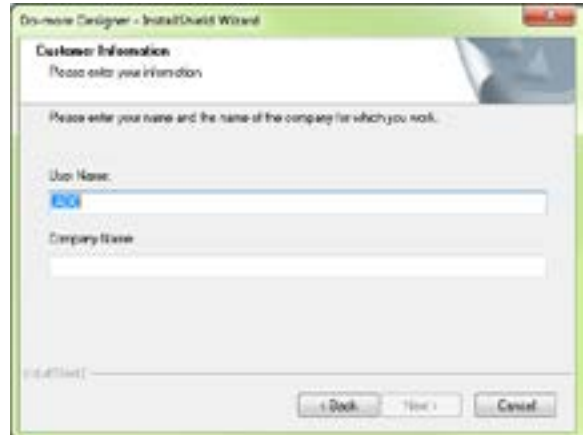 Do-more Designer - InstallShield Wizard
Customer Information
Please enter your information
Please enter your name and the name of the company for which you work.
User Name:
ADC
Company Name:
InstallShield
< Back
Next >
Cancel